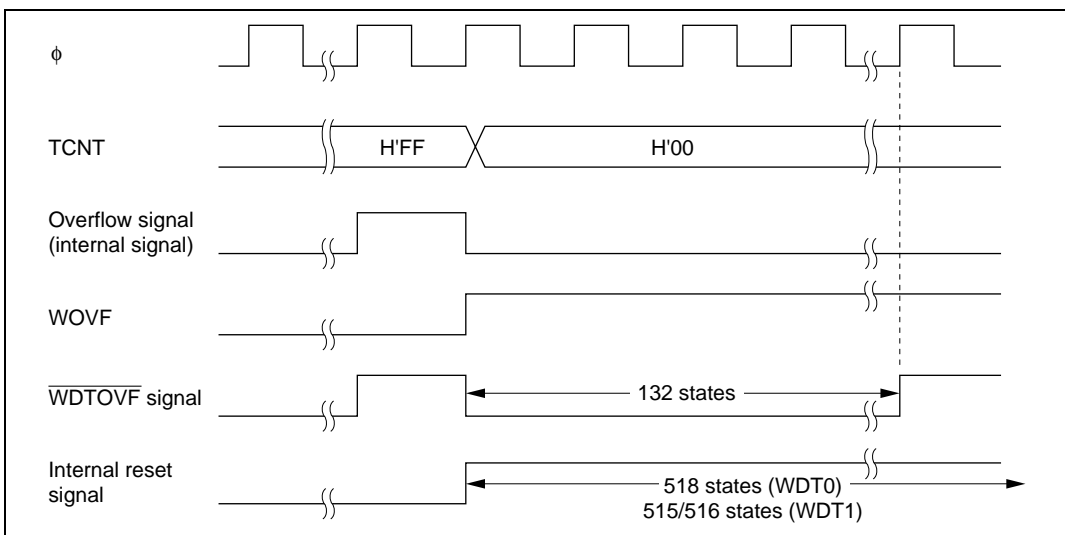 ϕ
TCNT
H'FF
H'00
Overflow signal
(internal signal)
WOVF
WDTOVF signal
132 states
Internal reset
signal
518 states (WDT0)
515/516 states (WDT1)